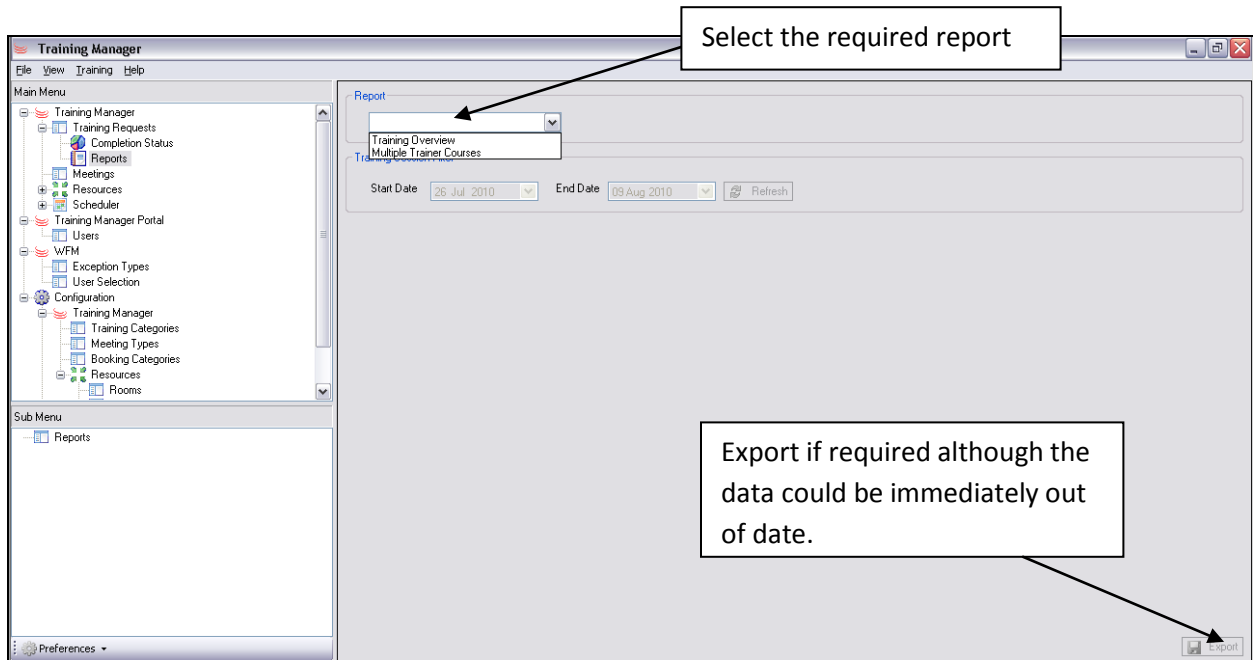 Select the required report
Training Manager
File View Training Help
Main Menu
Training Manager
Training Requests
Completion Status
Reports
Meetings
Resources
Scheduler
Training Manager Portal
Users
WFM
Exception Types
User Selection
Configuration
Training Manager
Training Categories
Meeting Types
Booking Categories
Resources
Rooms
Sub Menu
Reports
Preferences
Report
Training Overview
Multiple Trainer Courses
Start Date 26 Jul 2010 End Date 09 Aug 2010 Refresh
Export if required although the
data could be immediately out
of date.
Export